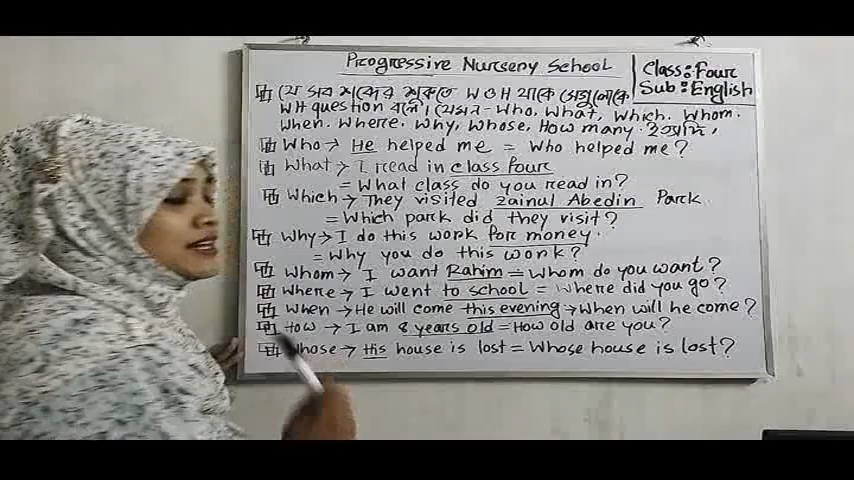 Progressive Nursery School
Class: Four
Sub: English
যে সব শব্দের শুরুতে W ও H থাকে সেগুলোকে
WH question বলে। যেমন - Who, What, Which. Whom.
When. Where. Why, Whose, How many. ইত্যাদি,
Who → He helped me = Who helped me?
What → I read in class four
= What class do you read in?
Which → They visited Zainul Abedin Park.
= Which park did they visit?
Why → I do this work for money.
= Why you do this work?
Whom → I want Rahim = Whom do you want?
Where → I went to school = Where did you go?
When → He will come this evening → When will he come?
How → I am 8 years old = How old are you?
Whose → His house is lost = Whose house is lost?